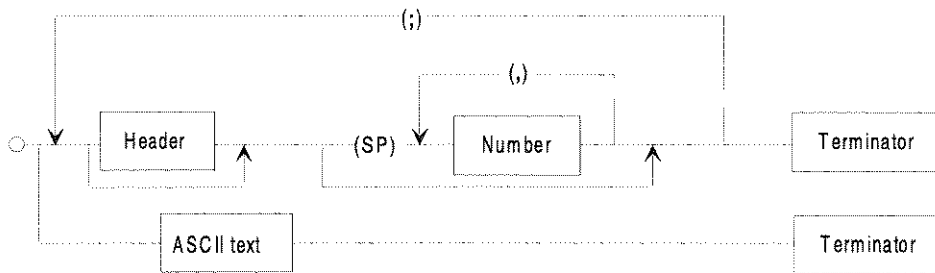 (;)
(,)
Header
(SP)
Number
Terminator
ASCII text
Terminator